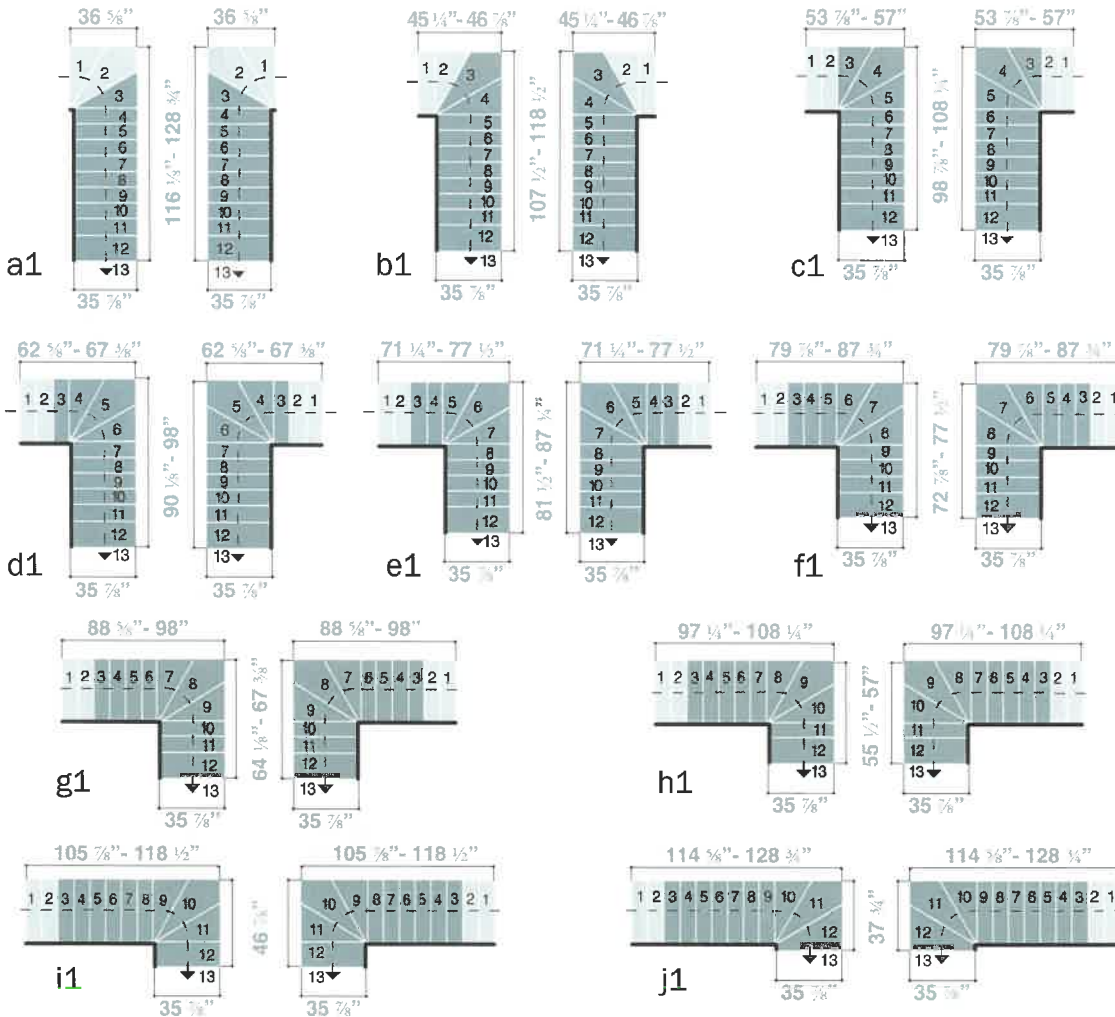 36 5/8” 36 5/8” 45 1/4”- 46 7/8” 45 1/4”- 46 7/8” 53 7/8”- 57” 53 7/8”- 57”
1 2 3 4 5 6 7 8 9 10 11 12 13
116 1/8”- 128 3/4”
1 2 3 4 5 6 7 8 9 10 11 12 13
1 2 3 4 5 6 7 8 9 10 11 12 13
107 1/2”- 118 1/2”
1 2 3 4 5 6 7 8 9 10 11 12 13
1 2 3 4 5 6 7 8 9 10 11 12 13
98 7/8”- 108 1/4”
1 2 3 4 5 6 7 8 9 10 11 12 13
a1 b1 c1
35 7/8” 35 7/8” 35 7/8” 35 7/8” 35 7/8” 35 7/8”
62 5/8”- 67 3/8” 62 5/8”- 67 3/8” 71 1/4”- 77 1/2” 71 1/4”- 77 1/2” 79 7/8”- 87 3/4” 79 7/8”- 87
1 2 3 4 5 6 7 8 9 10 11 12 13
90 1/8”- 98”
1 2 3 4 5 6 7 8 9 10 11 12 13
1 2 3 4 5 6 7 8 9 10 11 12 13
81 1/2”- 87 1/4”
1 2 3 4 5 6 7 8 9 10 11 12 13
1 2 3 4 5 6 7 8 9 10 11 12 13
72 7/8”- 77 1/2”
1 2 3 4 5 6 7 8 9 10 11 12 13
d1 e1 f1
35 7/8” 35 7/8” 35 35 7/8” 35 7/8” 35 7/8”
88 5/8”- 98” 88 5/8”- 98” 97 1/4”- 108 1/4” 97 - 108
1 2 3 4 5 6 7 8 9 10 11 12 13
64 1/8”- 67 3/8”
1 2 3 4 5 6 7 8 9 10 11 12 13
1 2 3 4 5 6 7 8 9 10 11 12 13
55 1/2”- 57”
1 2 3 4 5 6 7 8 9 10 11 12 13
g1 h1
35 7/8” 35 7/8” 35 7/8” 35 7/8”
105 7/8”- 118 1/2” 105 7/8”- 118 1/2” 114 5/8”- 128 114 5/8”- 128
1 2 3 4 5 6 7 8 9 10 11 12 13
46
1 2 3 4 5 6 7 8 9 10 11 12 13
1 2 3 4 5 6 7 8 9 10 11 12 13
37 3/4”
1 2 3 4 5 6 7 8 9 10 11 12 13
i1 j1
35 7/8” 35 7/8” 35 7/8” 35